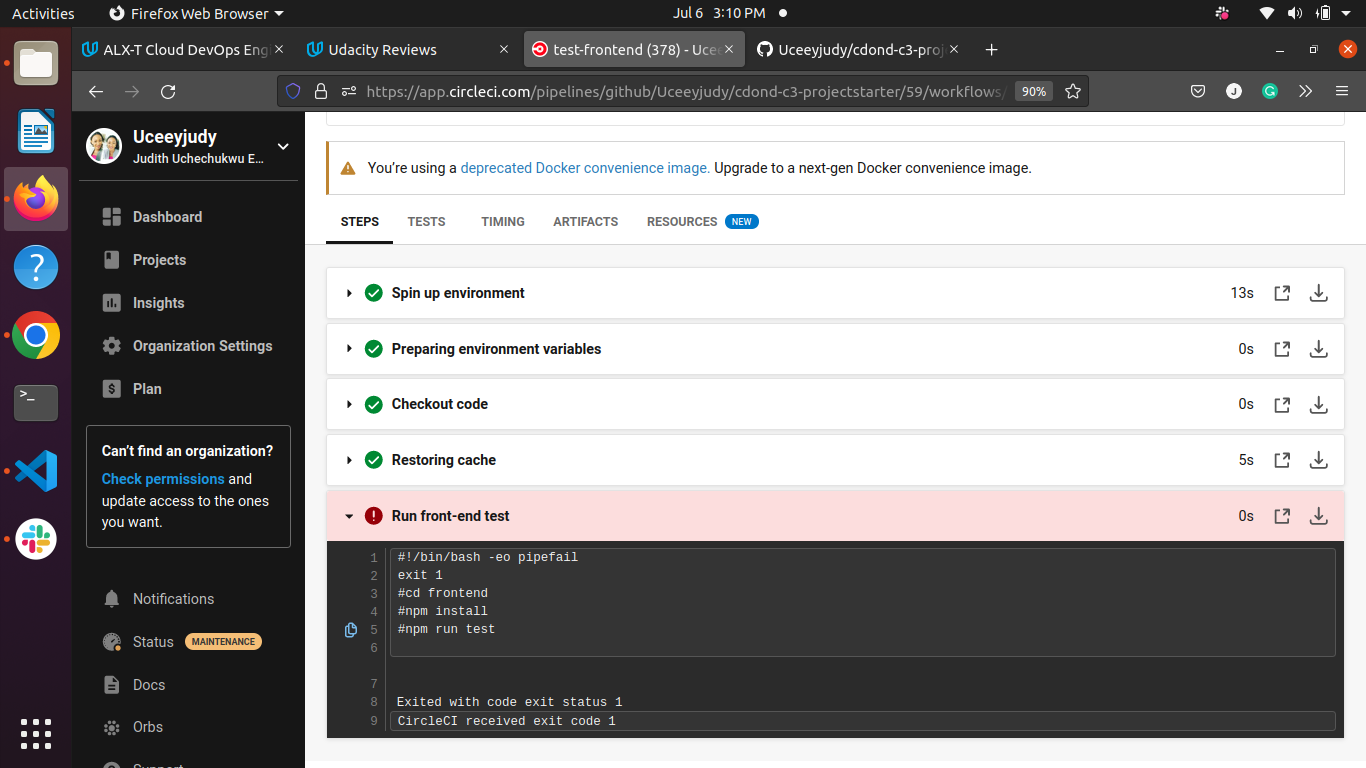 Activities
Firefox Web Browser
Jul 6 3:10 PM
ALX-T Cloud DevOps Eng
Udacity Reviews
test-frontend (378) - Ucee
Uceeyjudy/cdond-c3-proj
https://app.circleci.com/pipelines/github/Uceeyjudy/cdond-c3-projectstarter/59/workflows/
90%
J
G
Uceeyjudy
Judith Uchechukwu E...
Dashboard
Projects
Insights
Organization Settings
Plan
Can't find an organization?
Check permissions and
update access to the ones
you want.
Notifications
Status MAINTENANCE
Docs
Orbs
Support
You're using a deprecated Docker convenience image. Upgrade to a next-gen Docker convenience image.
STEPS TESTS TIMING ARTIFACTS RESOURCES NEW
Spin up environment 13s
Preparing environment variables 0s
Checkout code 0s
Restoring cache 5s
Run front-end test 0s
1 #!/bin/bash -eo pipefail
2 exit 1
3 #cd frontend
4 #npm install
5 #npm run test
6
7
8 Exited with code exit status 1
9 CircleCI received exit code 1